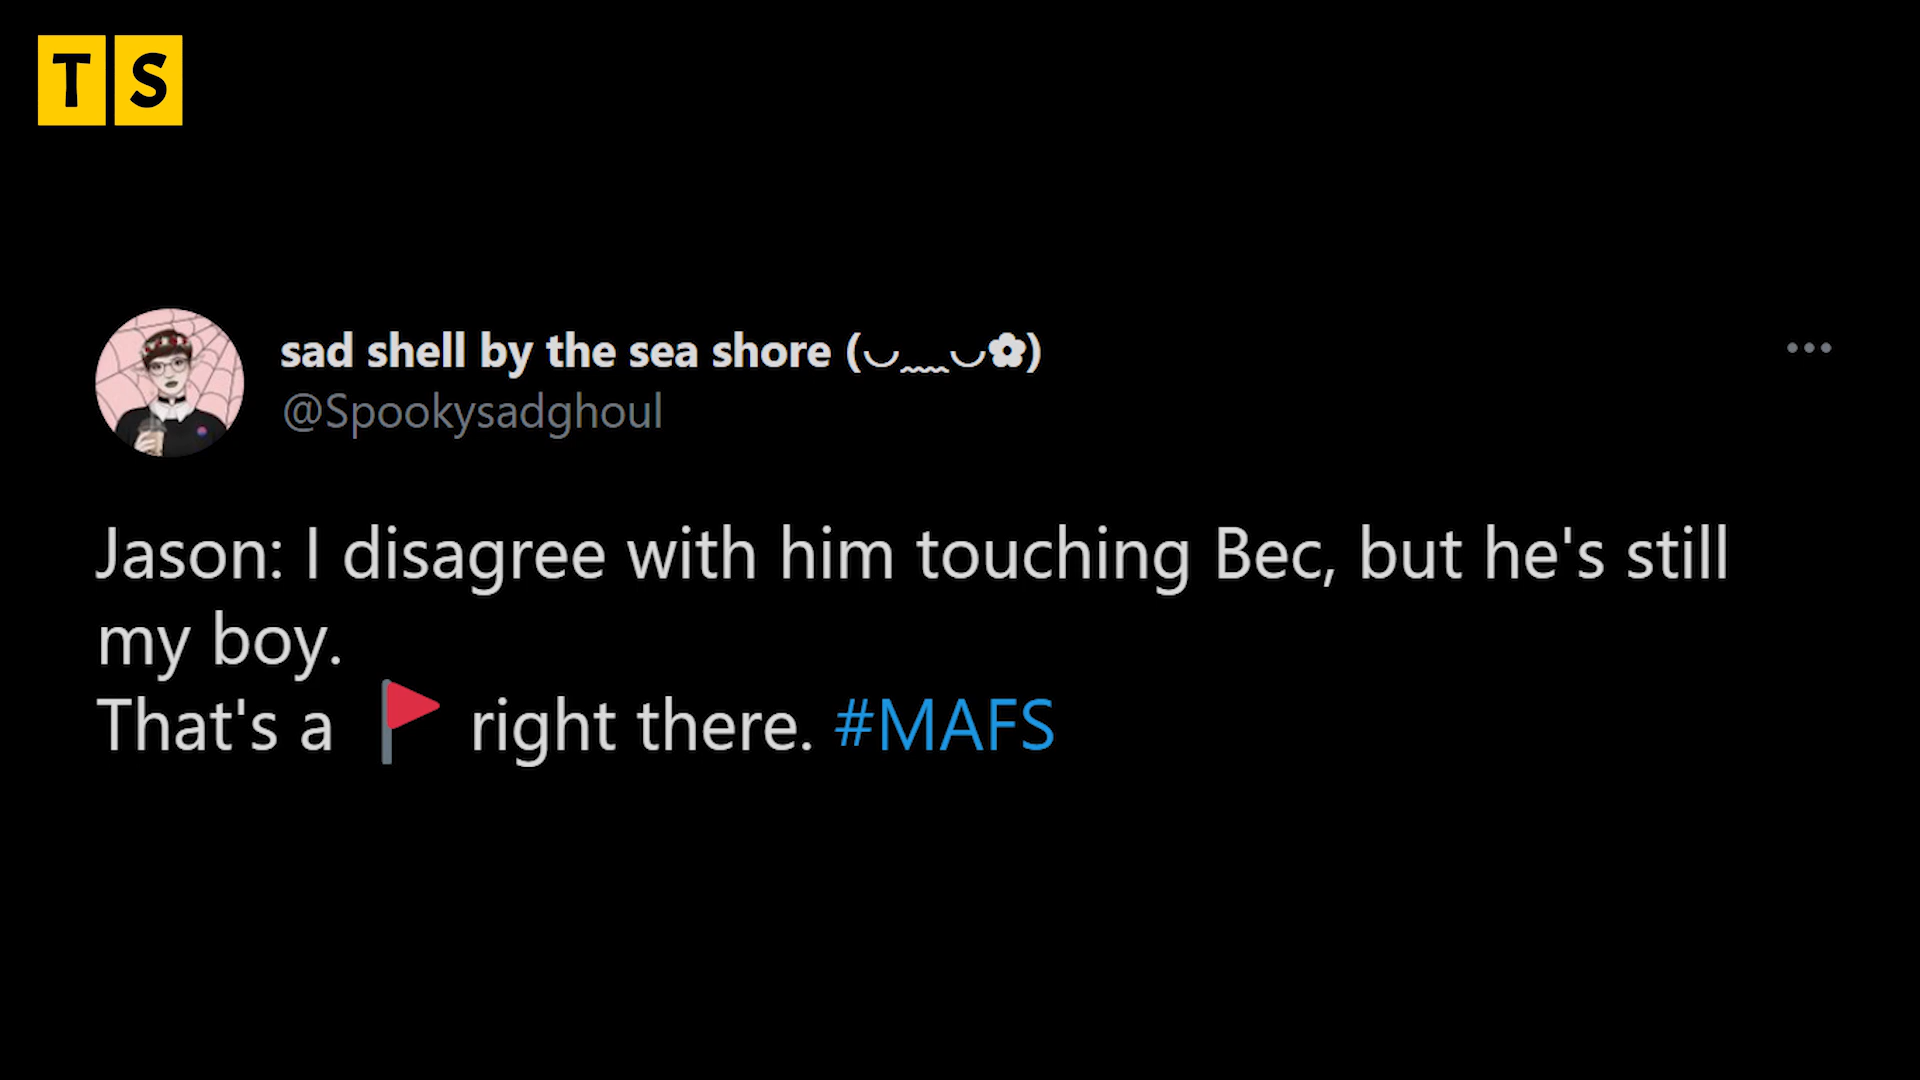 TS
sad shell by the sea shore (◡﹏◡✿)
@Spookysadghoul
Jason: I disagree with him touching Bec, but he's still
my boy.
That's a 🚩 right there. #MAFS